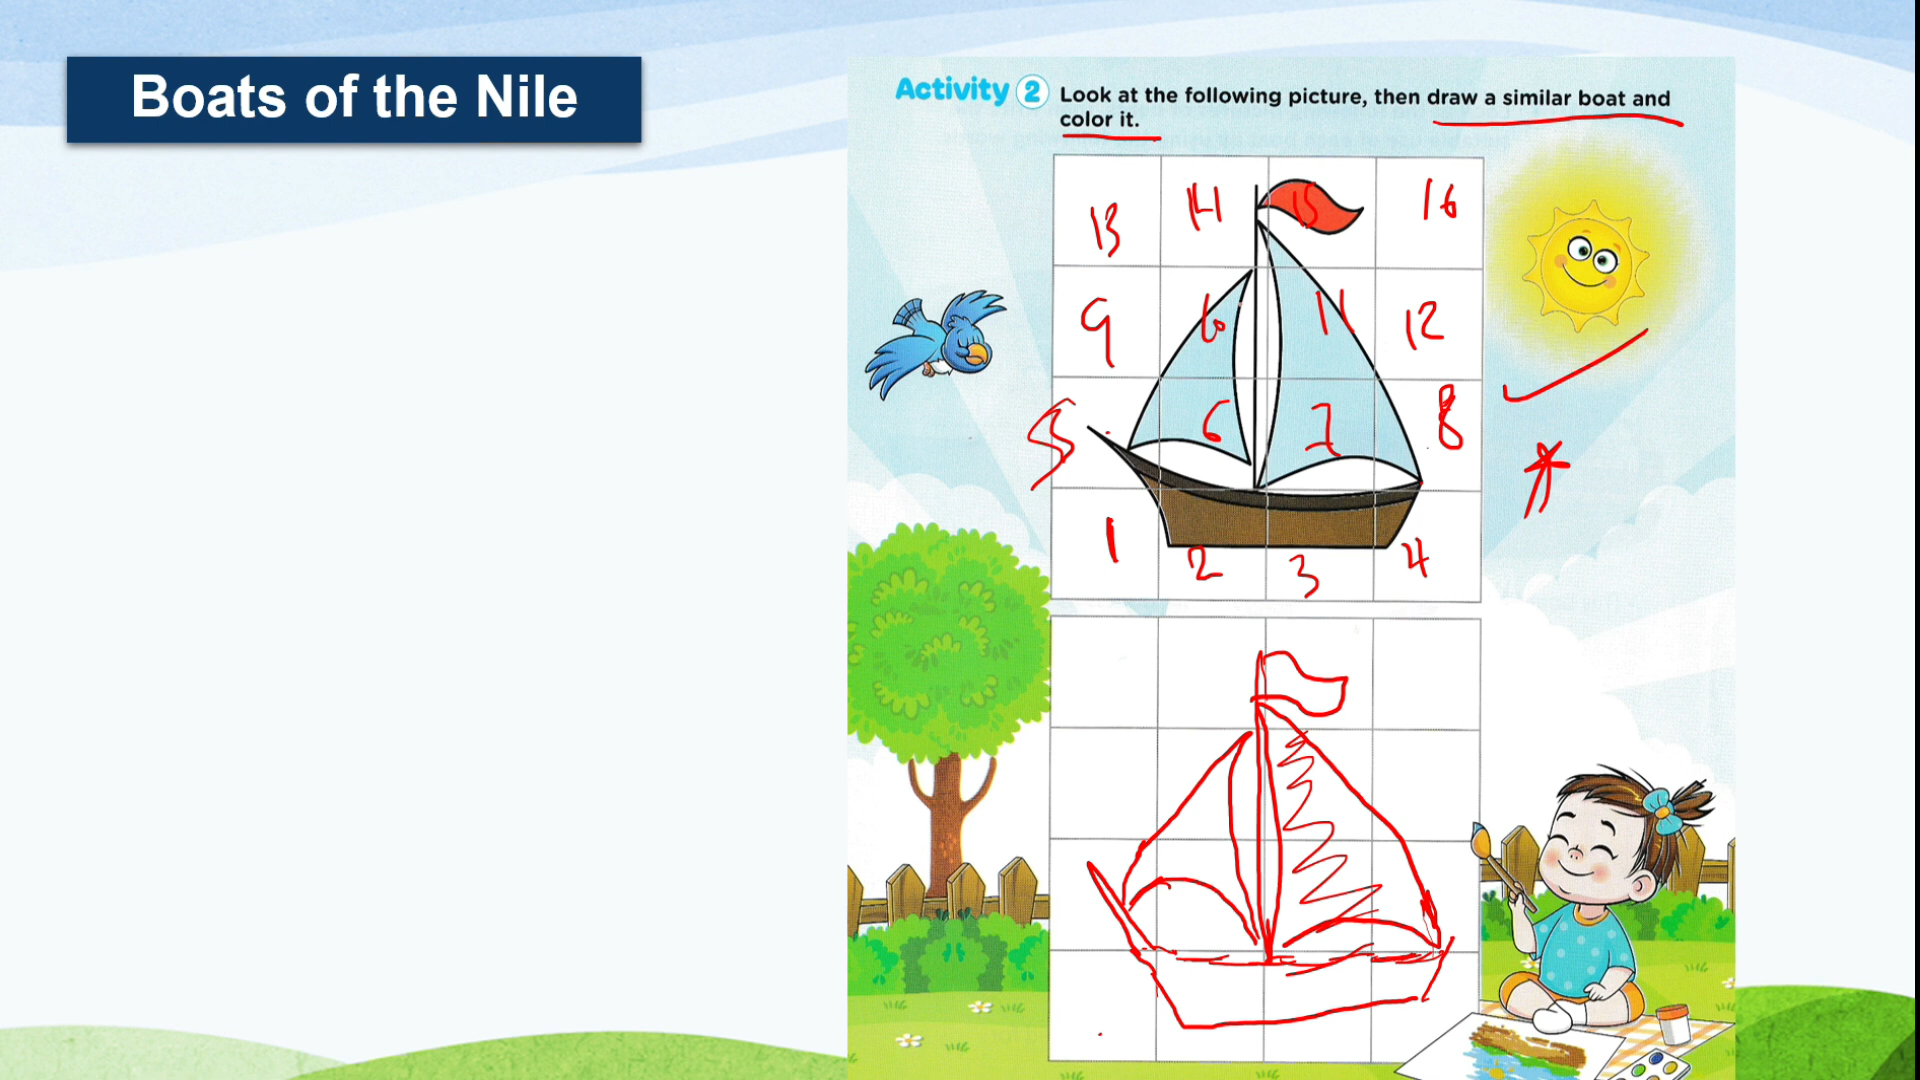 Boats of the Nile
Activity 2 Look at the following picture, then draw a similar boat and
color it.
13 14 15 16
9 10 11 12
5 6 7 8
1 2 3 4